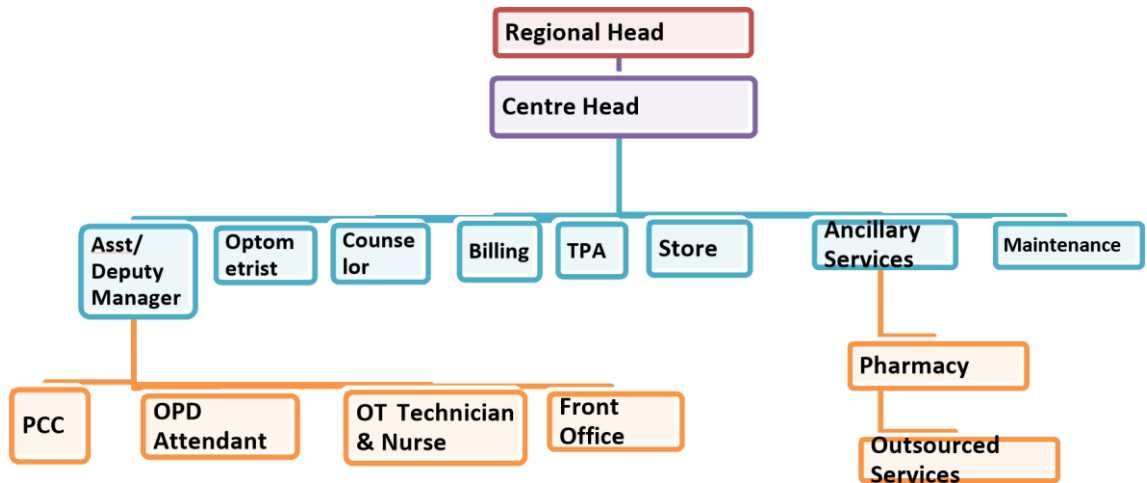 Regional Head
Centre Head
Asst/
Deputy
Manager
Optom
etrist
Counse
lor
Billing
TPA
Store
Ancillary
Services
Maintenance
PCC
OPD
Attendant
OT Technician
& Nurse
Front
Office
Pharmacy
Outsourced
Services